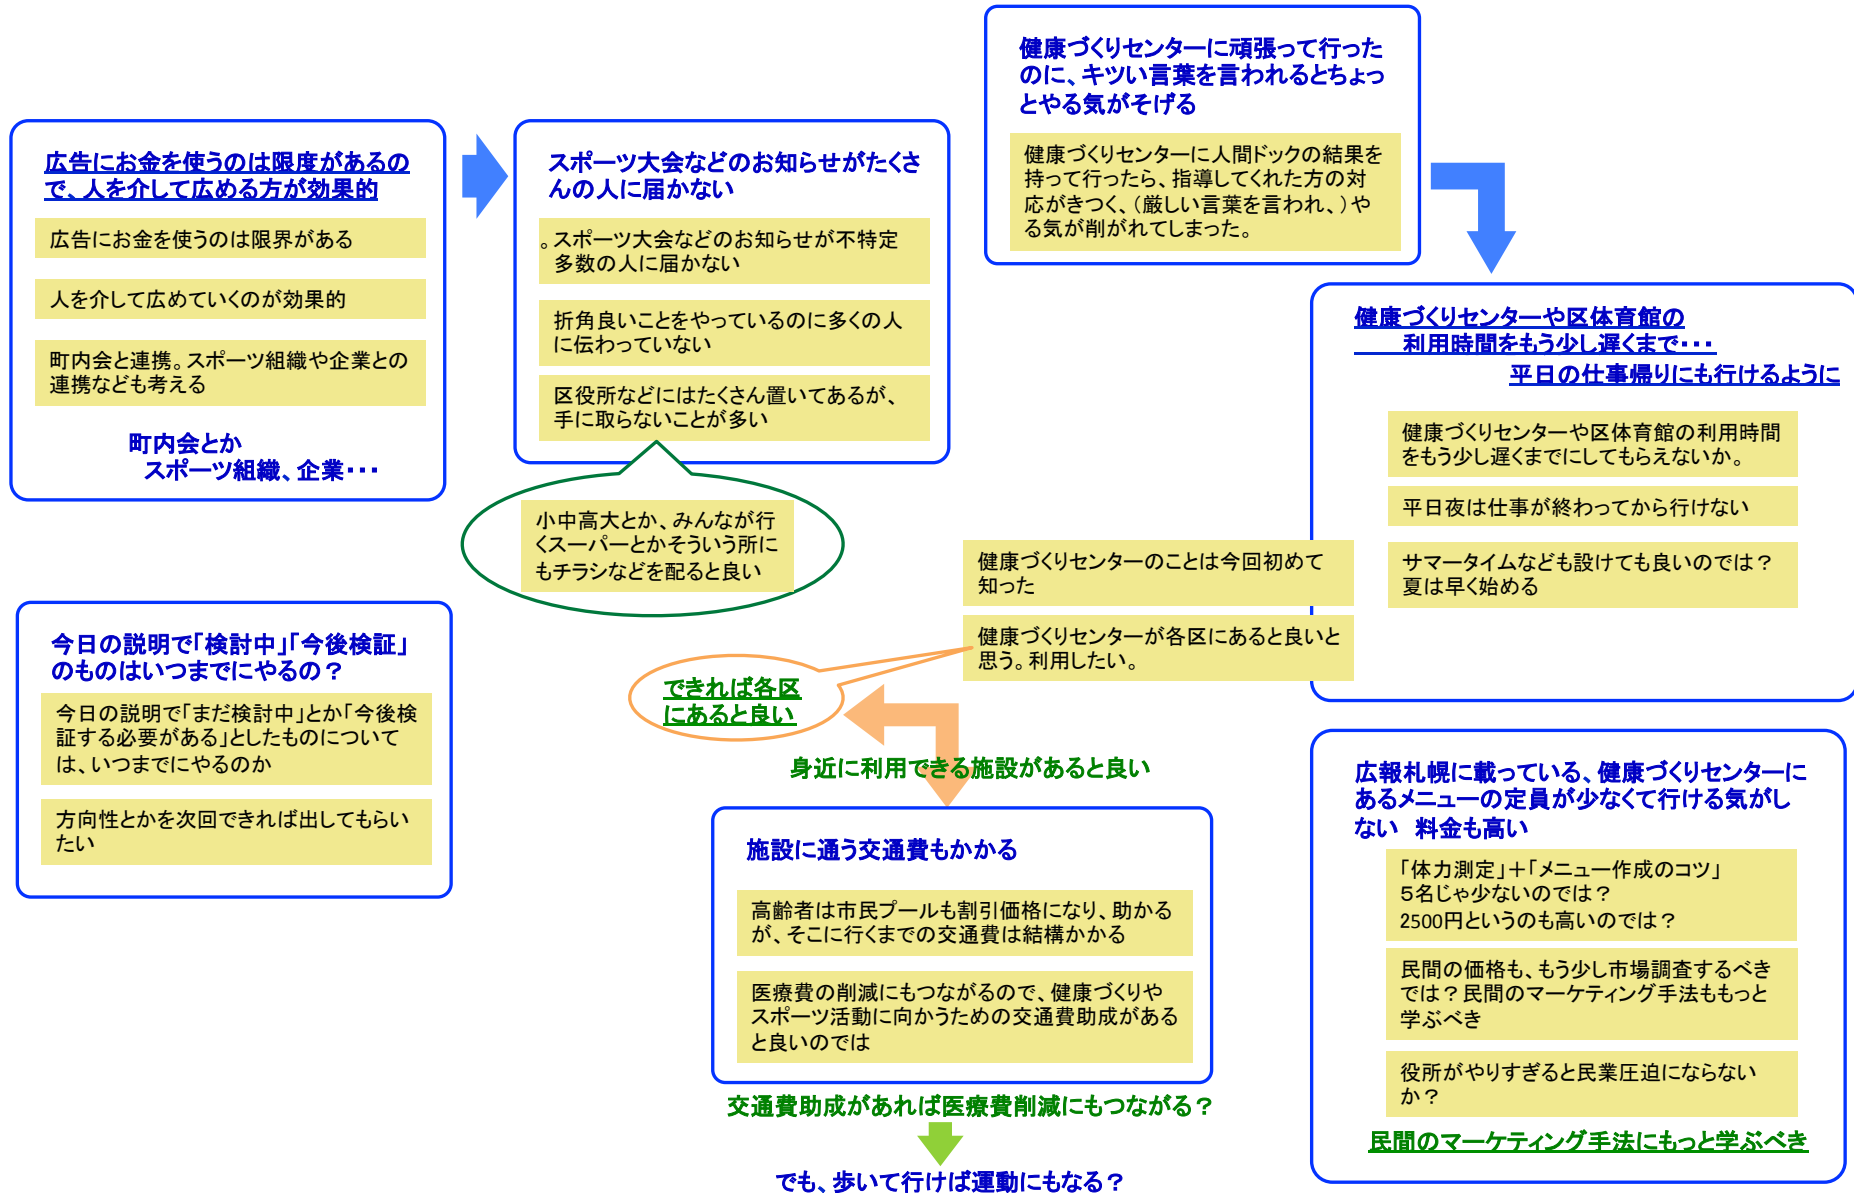 広告にお金を使うのは限度があるの
で、人を介して広める方が効果的
広告にお金を使うのは限界がある
人を介して広めていくのが効果的
町内会と連携。スポーツ組織や企業との
連携なども考える
町内会とか
スポーツ組織、企業･･･
スポーツ大会などのお知らせがたくさ
んの人に届かない
。スポーツ大会などのお知らせが不特定
多数の人に届かない
折角良いことをやっているのに多くの人
に伝わっていない
区役所などにはたくさん置いてあるが、
手に取らないことが多い
小中高大とか、みんなが行
くスーパーとかそういう所に
もチラシなどを配ると良い
健康づくりセンターに頑張って行った
のに、キツい言葉を言われるとちょっ
とやる気がそげる
健康づくりセンターに人間ドックの結果を
持って行ったら、指導してくれた方の対
応がきつく、（厳しい言葉を言われ、）や
る気が削がれてしまった。
健康づくりセンターや区体育館の
利用時間をもう少し遅くまで･･･
平日の仕事帰りにも行けるように
健康づくりセンターや区体育館の利用時間
をもう少し遅くまでにしてもらえないか。
平日夜は仕事が終わってから行けない
サマータイムなども設けても良いのでは？
夏は早く始める
健康づくりセンターのことは今回初めて
知った
健康づくりセンターが各区にあると良いと
思う。利用したい。
できれば各区
にあると良い
身近に利用できる施設があると良い
今日の説明で「検討中」「今後検証」
のものはいつまでにやるの？
今日の説明で「まだ検討中」とか「今後検
証する必要がある」としたものについて
は、いつまでにやるのか
方向性とかを次回できれば出してもらい
たい
施設に通う交通費もかかる
高齢者は市民プールも割引価格になり、助かる
が、そこに行くまでの交通費は結構かかる
医療費の削減にもつながるので、健康づくりや
スポーツ活動に向かうための交通費助成がある
と良いのでは
交通費助成があれば医療費削減にもつながる？
でも、歩いて行けば運動にもなる？
広報札幌に載っている、健康づくりセンターに
あるメニューの定員が少なくて行ける気がし
ない　料金も高い
「体力測定」＋「メニュー作成のコツ」
５名じゃ少ないのでは？
2500円というのも高いのでは？
民間の価格も、もう少し市場調査するべき
では？民間のマーケティング手法ももっと
学ぶべき
役所がやりすぎると民業圧迫にならない
か？
民間のマーケティング手法にもっと学ぶべき